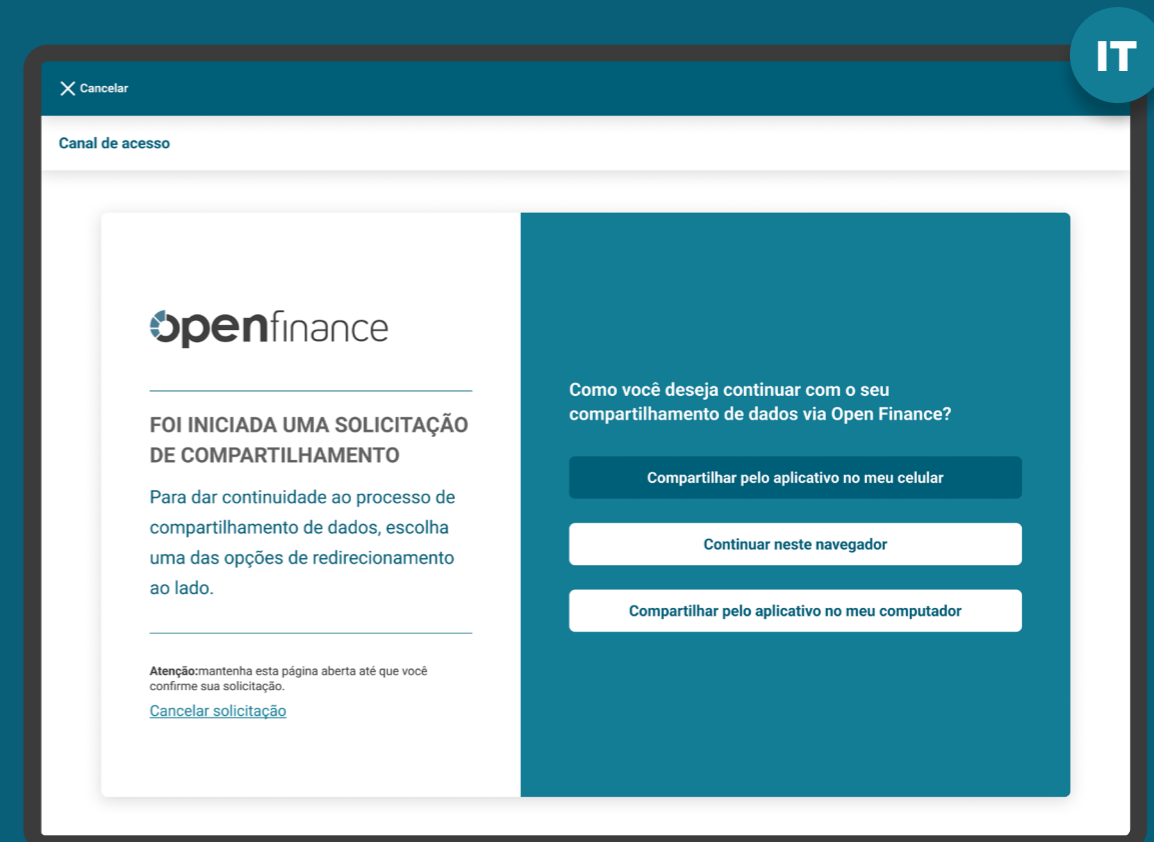 IT
Cancelar
Canal de acesso
openfinance
FOI INICIADA UMA SOLICITAÇÃO
DE COMPARTILHAMENTO
Para dar continuidade ao processo de
compartilhamento de dados, escolha
uma das opções de redirecionamento
ao lado.
Atenção:mantenha esta página aberta até que você
confirme sua solicitação.
Cancelar solicitação
Como você deseja continuar com o seu
compartilhamento de dados via Open Finance?
Compartilhar pelo aplicativo no meu celular
Continuar neste navegador
Compartilhar pelo aplicativo no meu computador